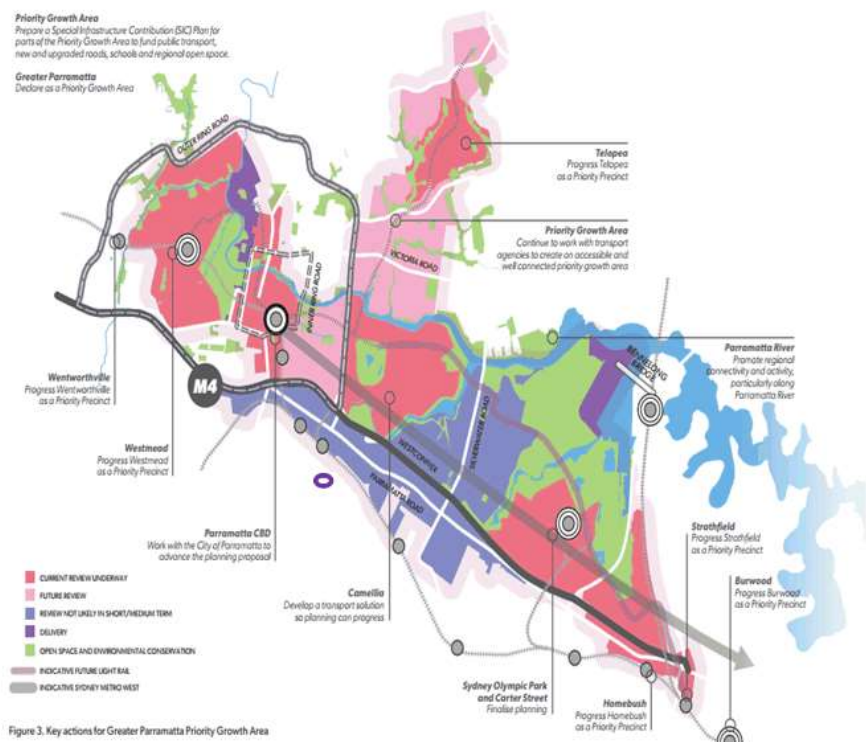 Priority Growth Area
Prepare a Special Infrastructure Contribution (SIC) Plan for
parts of the Priority Growth Area to fund public transport,
new and upgraded roads, schools and regional open space.
Greater Parramatta
Declare as a Priority Growth Area
OUTER RING ROAD
Telopea
Progress Telopea
as a Priority Precinct
Priority Growth Area
Continue to work with transport
agencies to create an accessible and
well connected priority growth area
VICTORIA ROAD
INNER RING ROAD
Parramatta River
Promote regional
connectivity and activity,
particularly along
Parramatta River
BENNELONG
BRIDGE
Wentworthville
Progress Wentworthville
as a Priority Precinct
M4
SILVERWATER ROAD
Westmead
Progress Westmead
as a Priority Precinct
WESTCONNEX
PARRAMATTA ROAD
Parramatta CBD
Work with the City of Parramatta to
advance the planning proposal
Strathfield
Progress Strathfield
as a Priority Precinct
Camellia
Develop a transport solution
so planning can progress
Burwood
Progress Burwood
as a Priority Precinct
CURRENT REVIEW UNDERWAY
FUTURE REVIEW
REVIEW NOT LIKELY IN SHORT/MEDIUM TERM
DELIVERY
OPEN SPACE AND ENVIRONMENTAL CONSERVATION
INDICATIVE FUTURE LIGHT RAIL
INDICATIVE SYDNEY METRO WEST
Sydney Olympic Park
and Carter Street
Finalise planning
Homebush
Progress Homebush
as a Priority Precinct
Figure 3. Key actions for Greater Parramatta Priority Growth Area